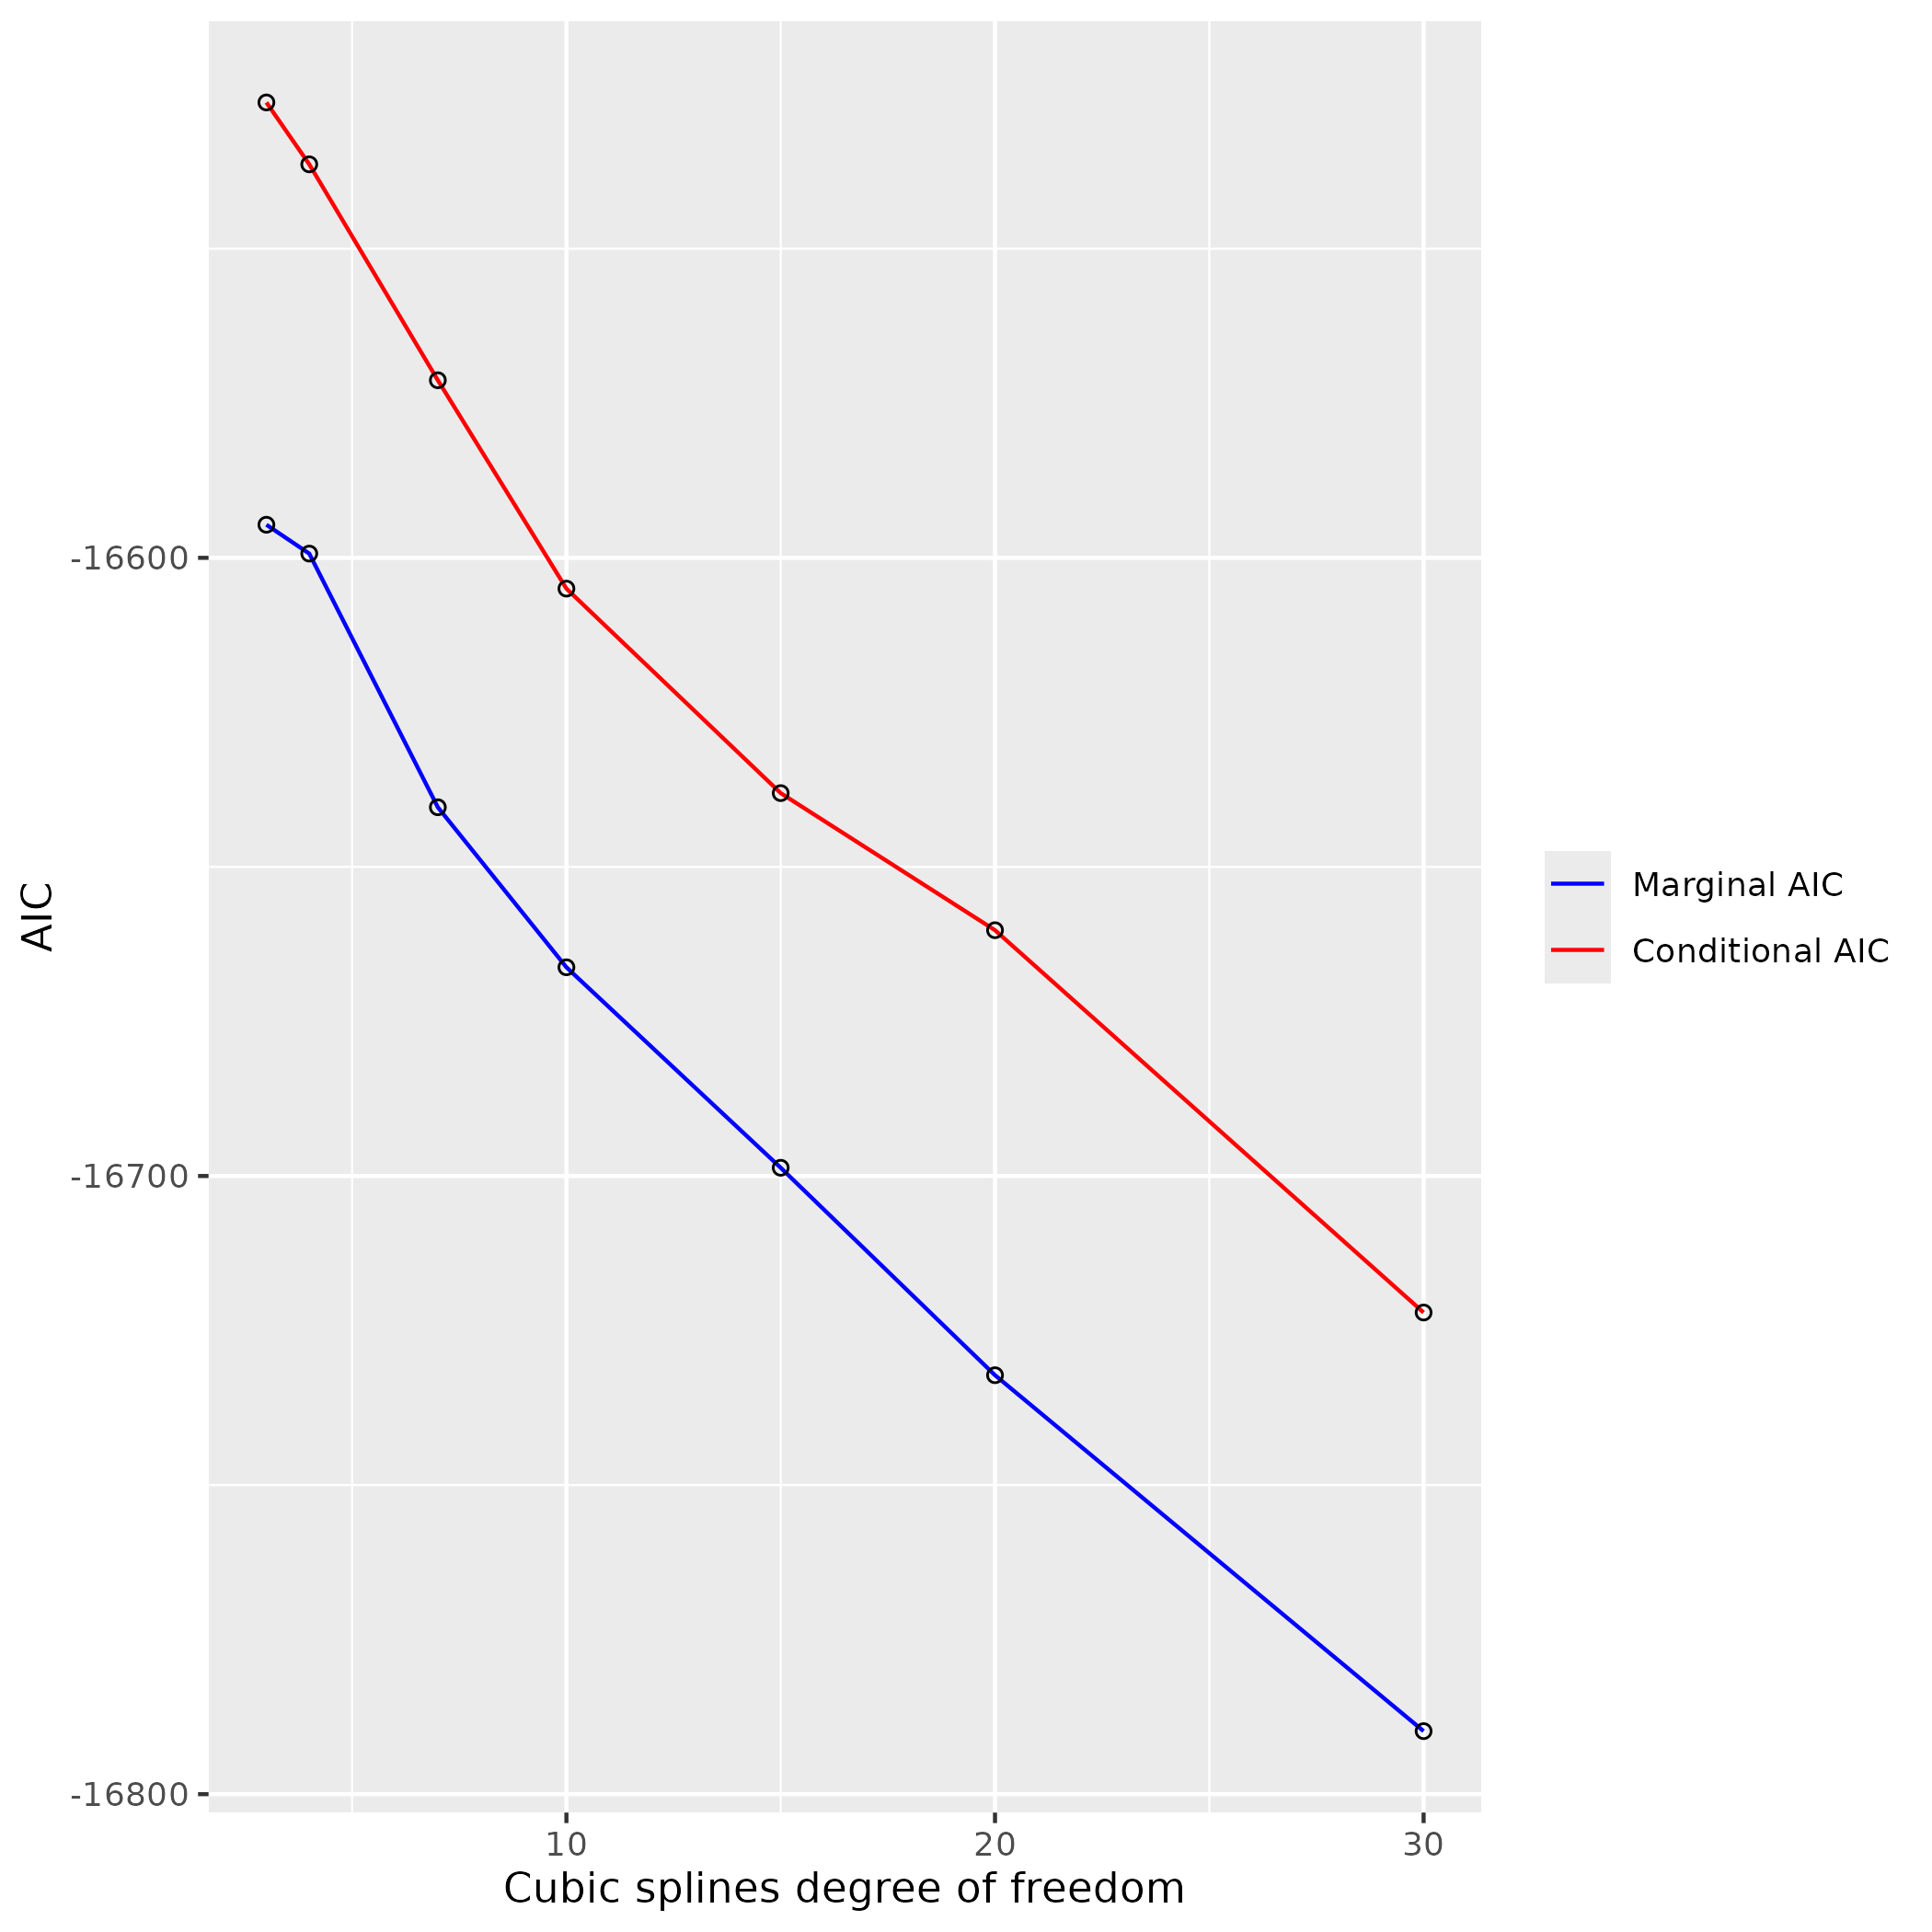 AIC
-16600
-16700
-16800
10 20 30
Cubic splines degree of freedom
Marginal AIC
Conditional AIC